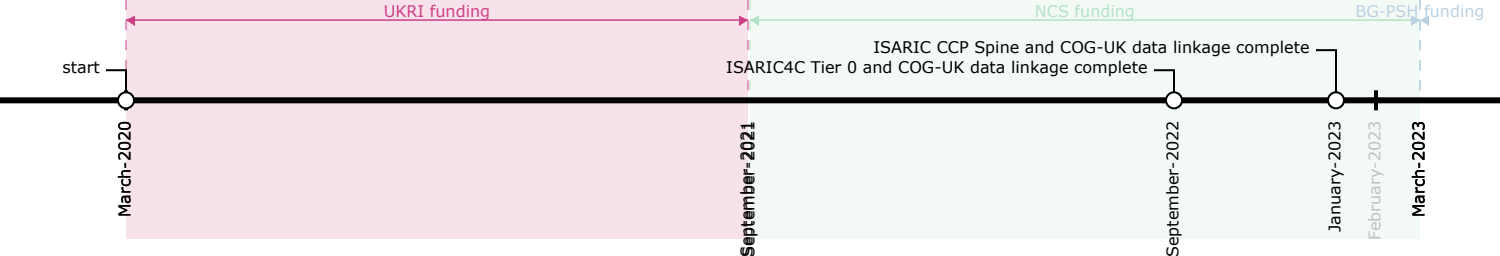 UKRI funding
NCS funding
BG-PSH funding
ISARIC CCP Spine and COG-UK data linkage complete
start
ISARIC4C Tier 0 and COG-UK data linkage complete
March-2020
September-2021
September-2021
September-2022
January-2023
February-2023
March-2023